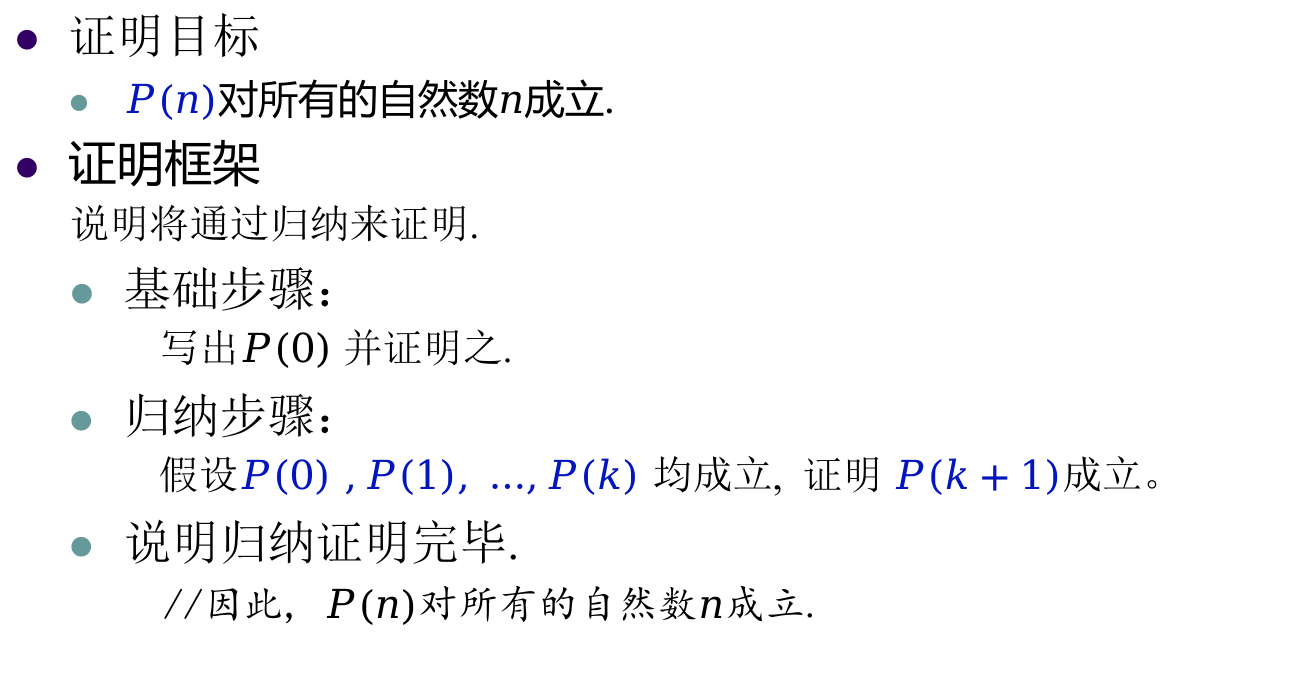 证明目标
P(n)对所有的自然数n成立.
证明框架
说明将通过归纳来证明.
基础步骤：
写出P(0) 并证明之.
归纳步骤：
假设P(0) , P(1), …, P(k) 均成立, 证明 P(k + 1)成立。
说明归纳证明完毕.
//因此, P(n)对所有的自然数n成立.